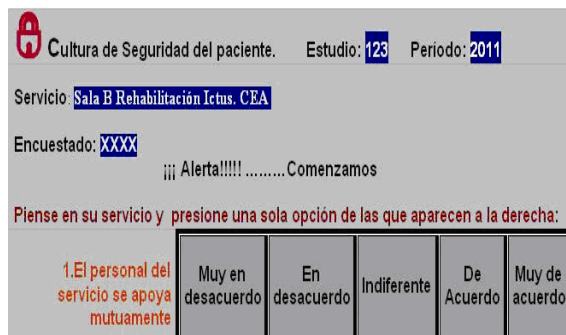 Cultura de Seguridad del paciente. Estudio: 123 Período: 2011
Servicio: Sala B Rehabilitación Ictus. CEA
Encuestado: XXXX
¡¡¡ Alerta!!!!! .........Comenzamos
Piense en su servicio y presione una sola opción de las que aparecen a la derecha:
1.El personal del
servicio se apoya
mutuamente
Muy en
desacuerdo
En
desacuerdo
Indiferente
De
Acuerdo
Muy de
acuerdo